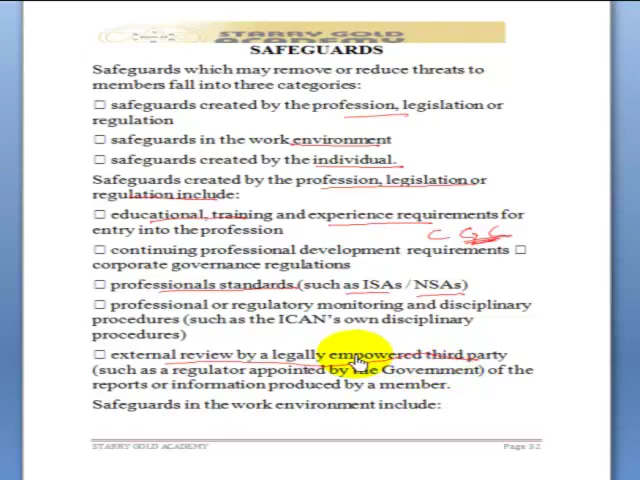 STARRY GOLD
ACADEMY
SAFEGUARDS
Safeguards which may remove or reduce threats to
members fall into three categories:
☐ safeguards created by the profession, legislation or
regulation
☐ safeguards in the work environment
☐ safeguards created by the individual.
Safeguards created by the profession, legislation or
regulation include:
☐ educational, training and experience requirements for
entry into the profession
☐ continuing professional development requirements ☐
corporate governance regulations
☐ professionals standards (such as ISAs / NSAs)
☐ professional or regulatory monitoring and disciplinary
procedures (such as the ICAN's own disciplinary
procedures)
☐ external review by a legally empowered third party
(such as a regulator appointed by the Government) of the
reports or information produced by a member.
Safeguards in the work environment include:
STARRY GOLD ACADEMY Page 32